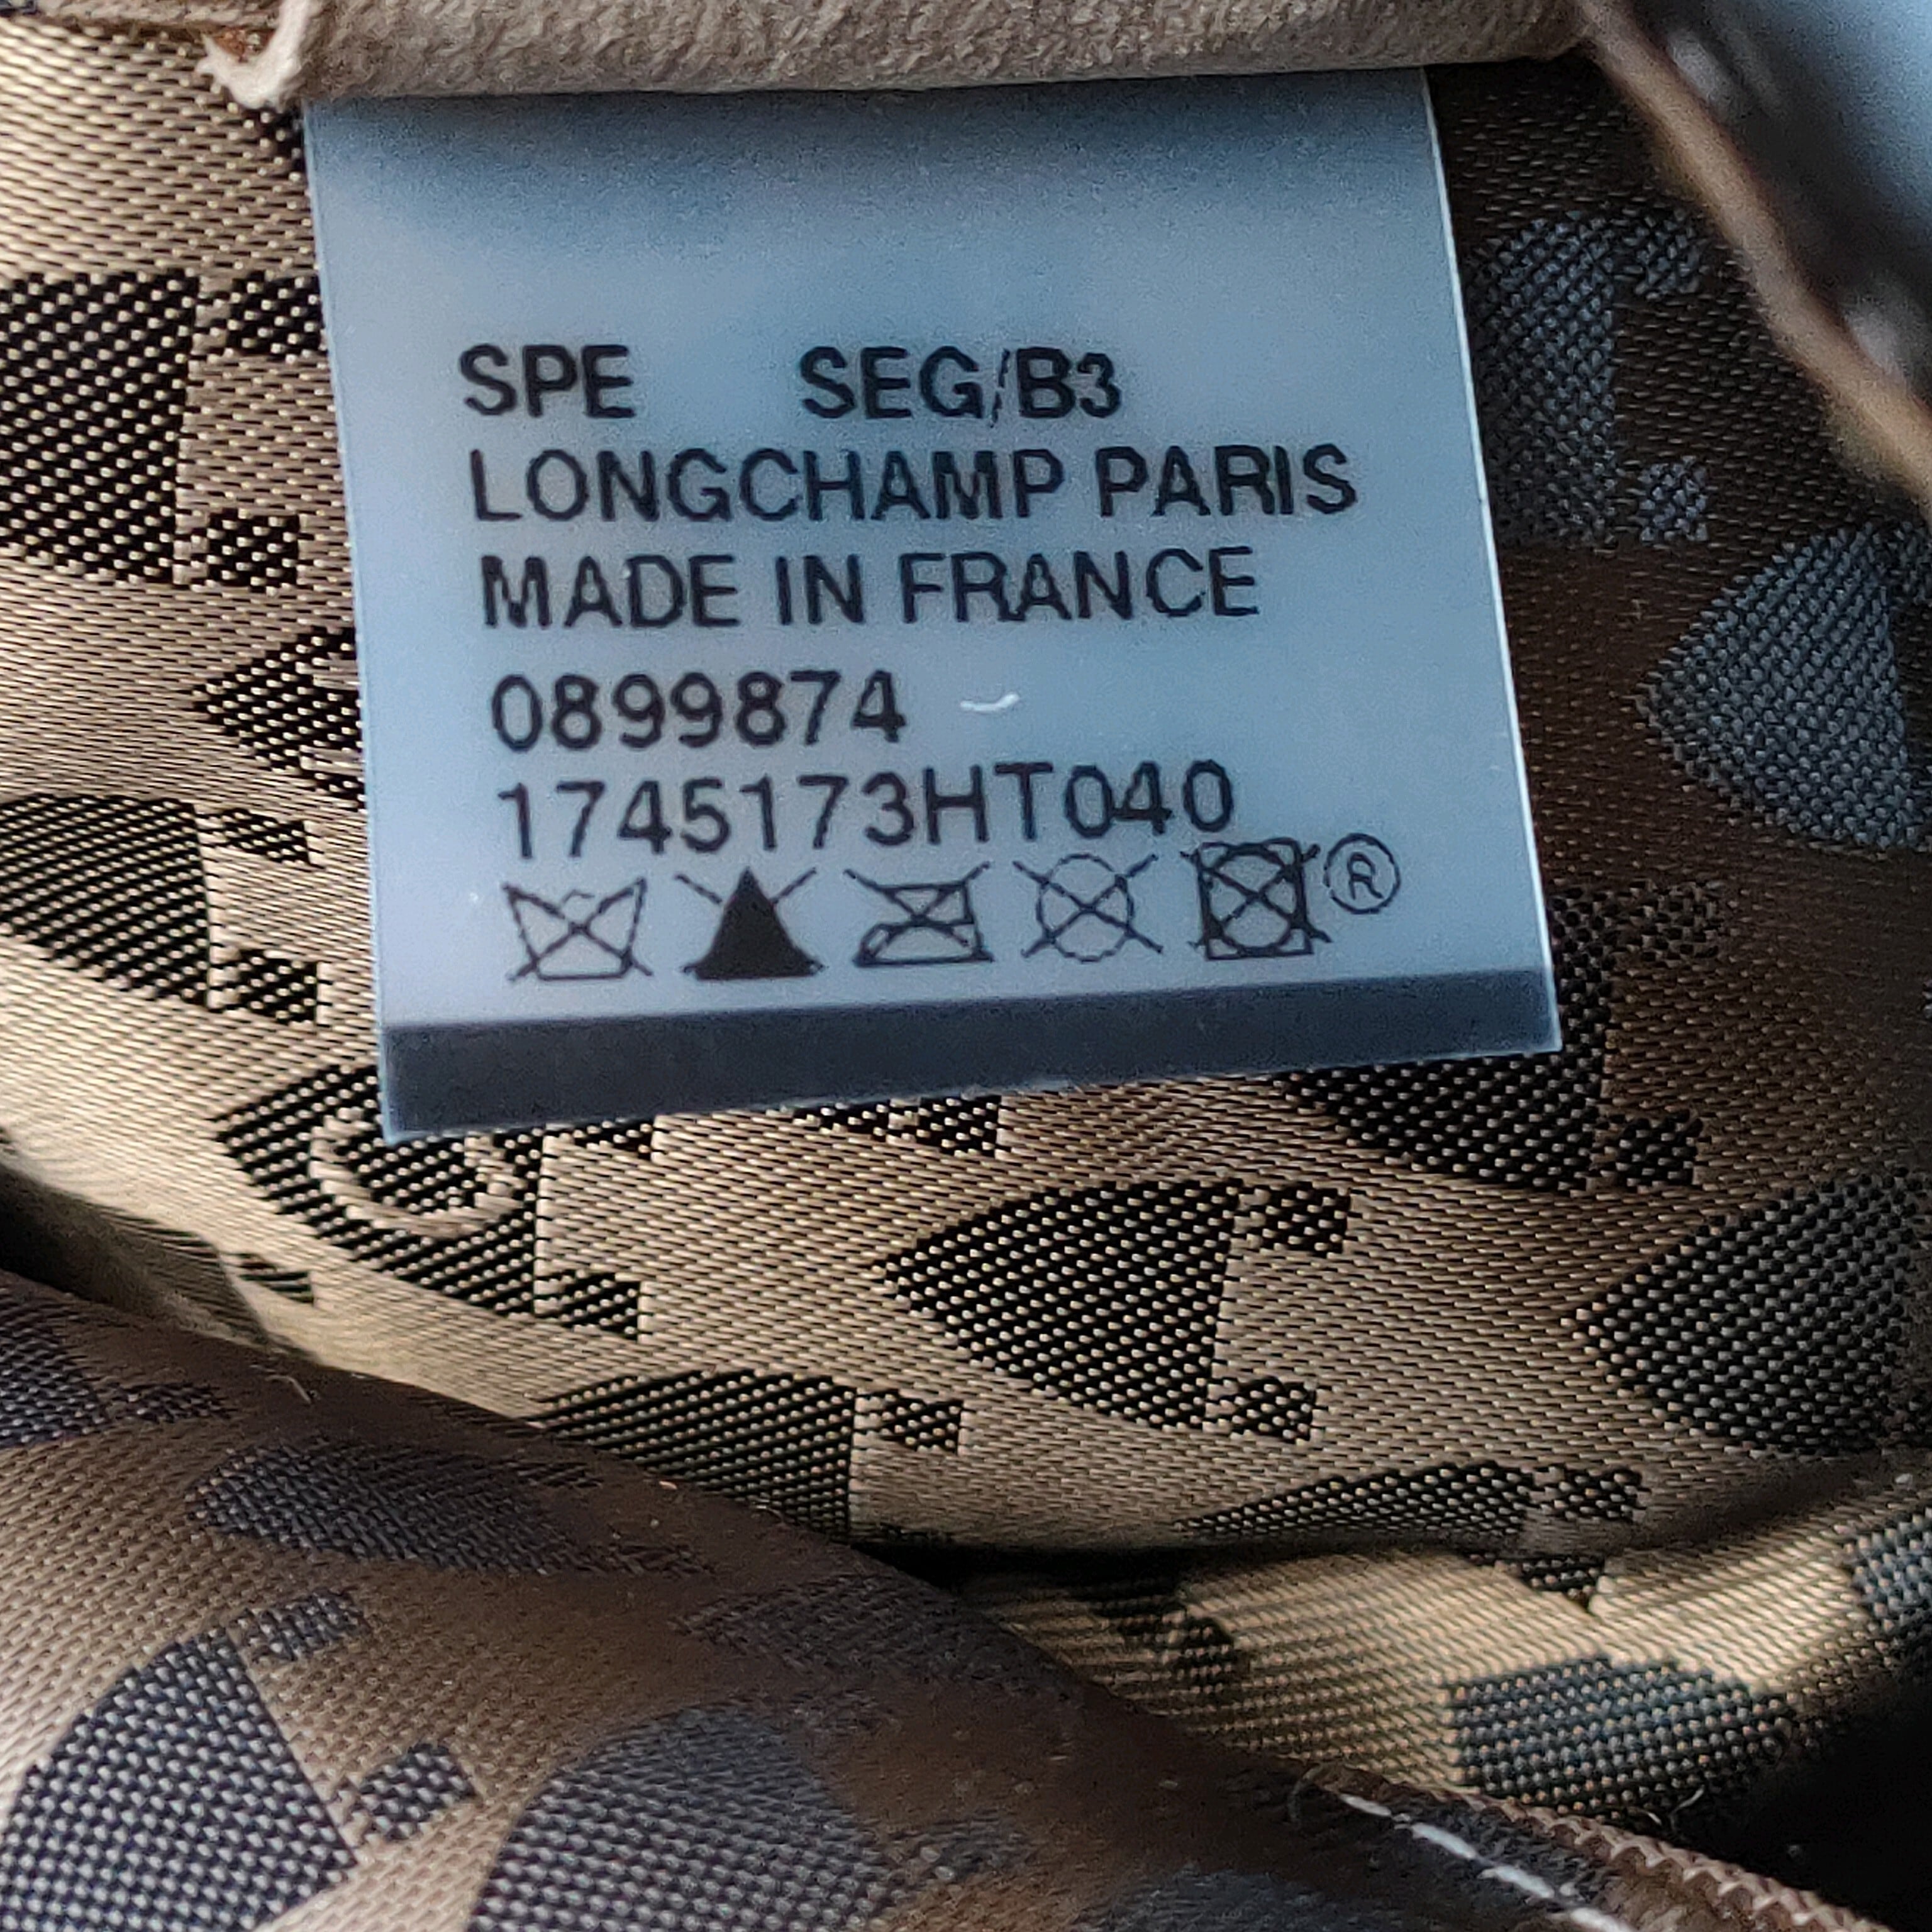 SPE SEG/B3
LONGCHAMP PARIS
MADE IN FRANCE
0899874
1745173HT040
®